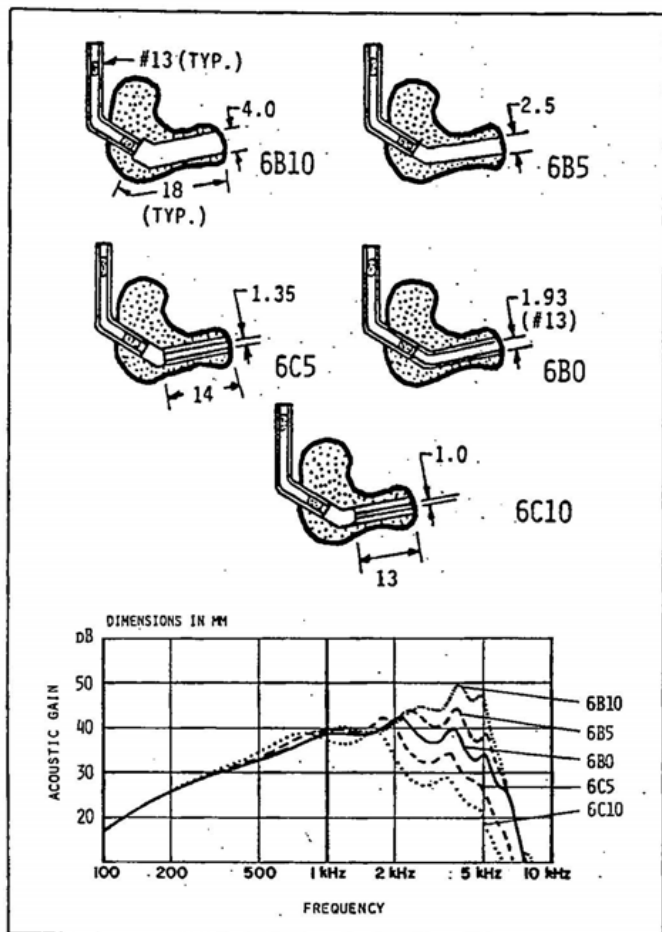 #13 (TYP.)
4.0
6B10
18
(TYP.)
2.5
6B5
1.35
6C5
14
1.93
(#13)
6B0
1.0
6C10
13
DIMENSIONS IN MM
DB
50
40
30
20
ACOUSTIC GAIN
6B10
6B5
6B0
6C5
6C10
100 200 500 1 kHz 2 kHz 5 kHz 10 kHz
FREQUENCY